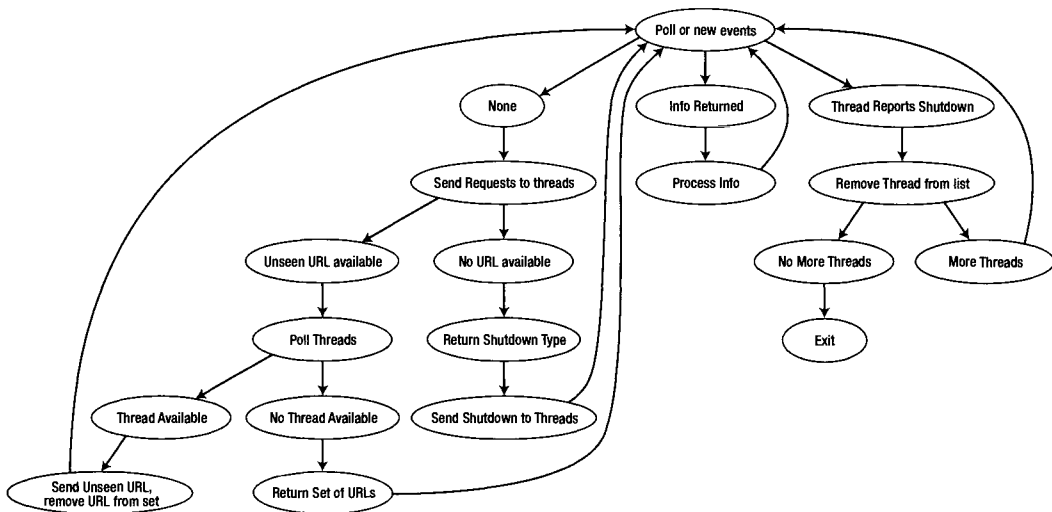 Poll or new events
None
Info Returned
Thread Reports Shutdown
Send Requests to threads
Process Info
Remove Thread from list
Unseen URL available
No URL available
No More Threads
More Threads
Poll Threads
Return Shutdown Type
Exit
Thread Available
No Thread Available
Send Shutdown to Threads
Send Unseen URL,
remove URL from set
Return Set of URLs